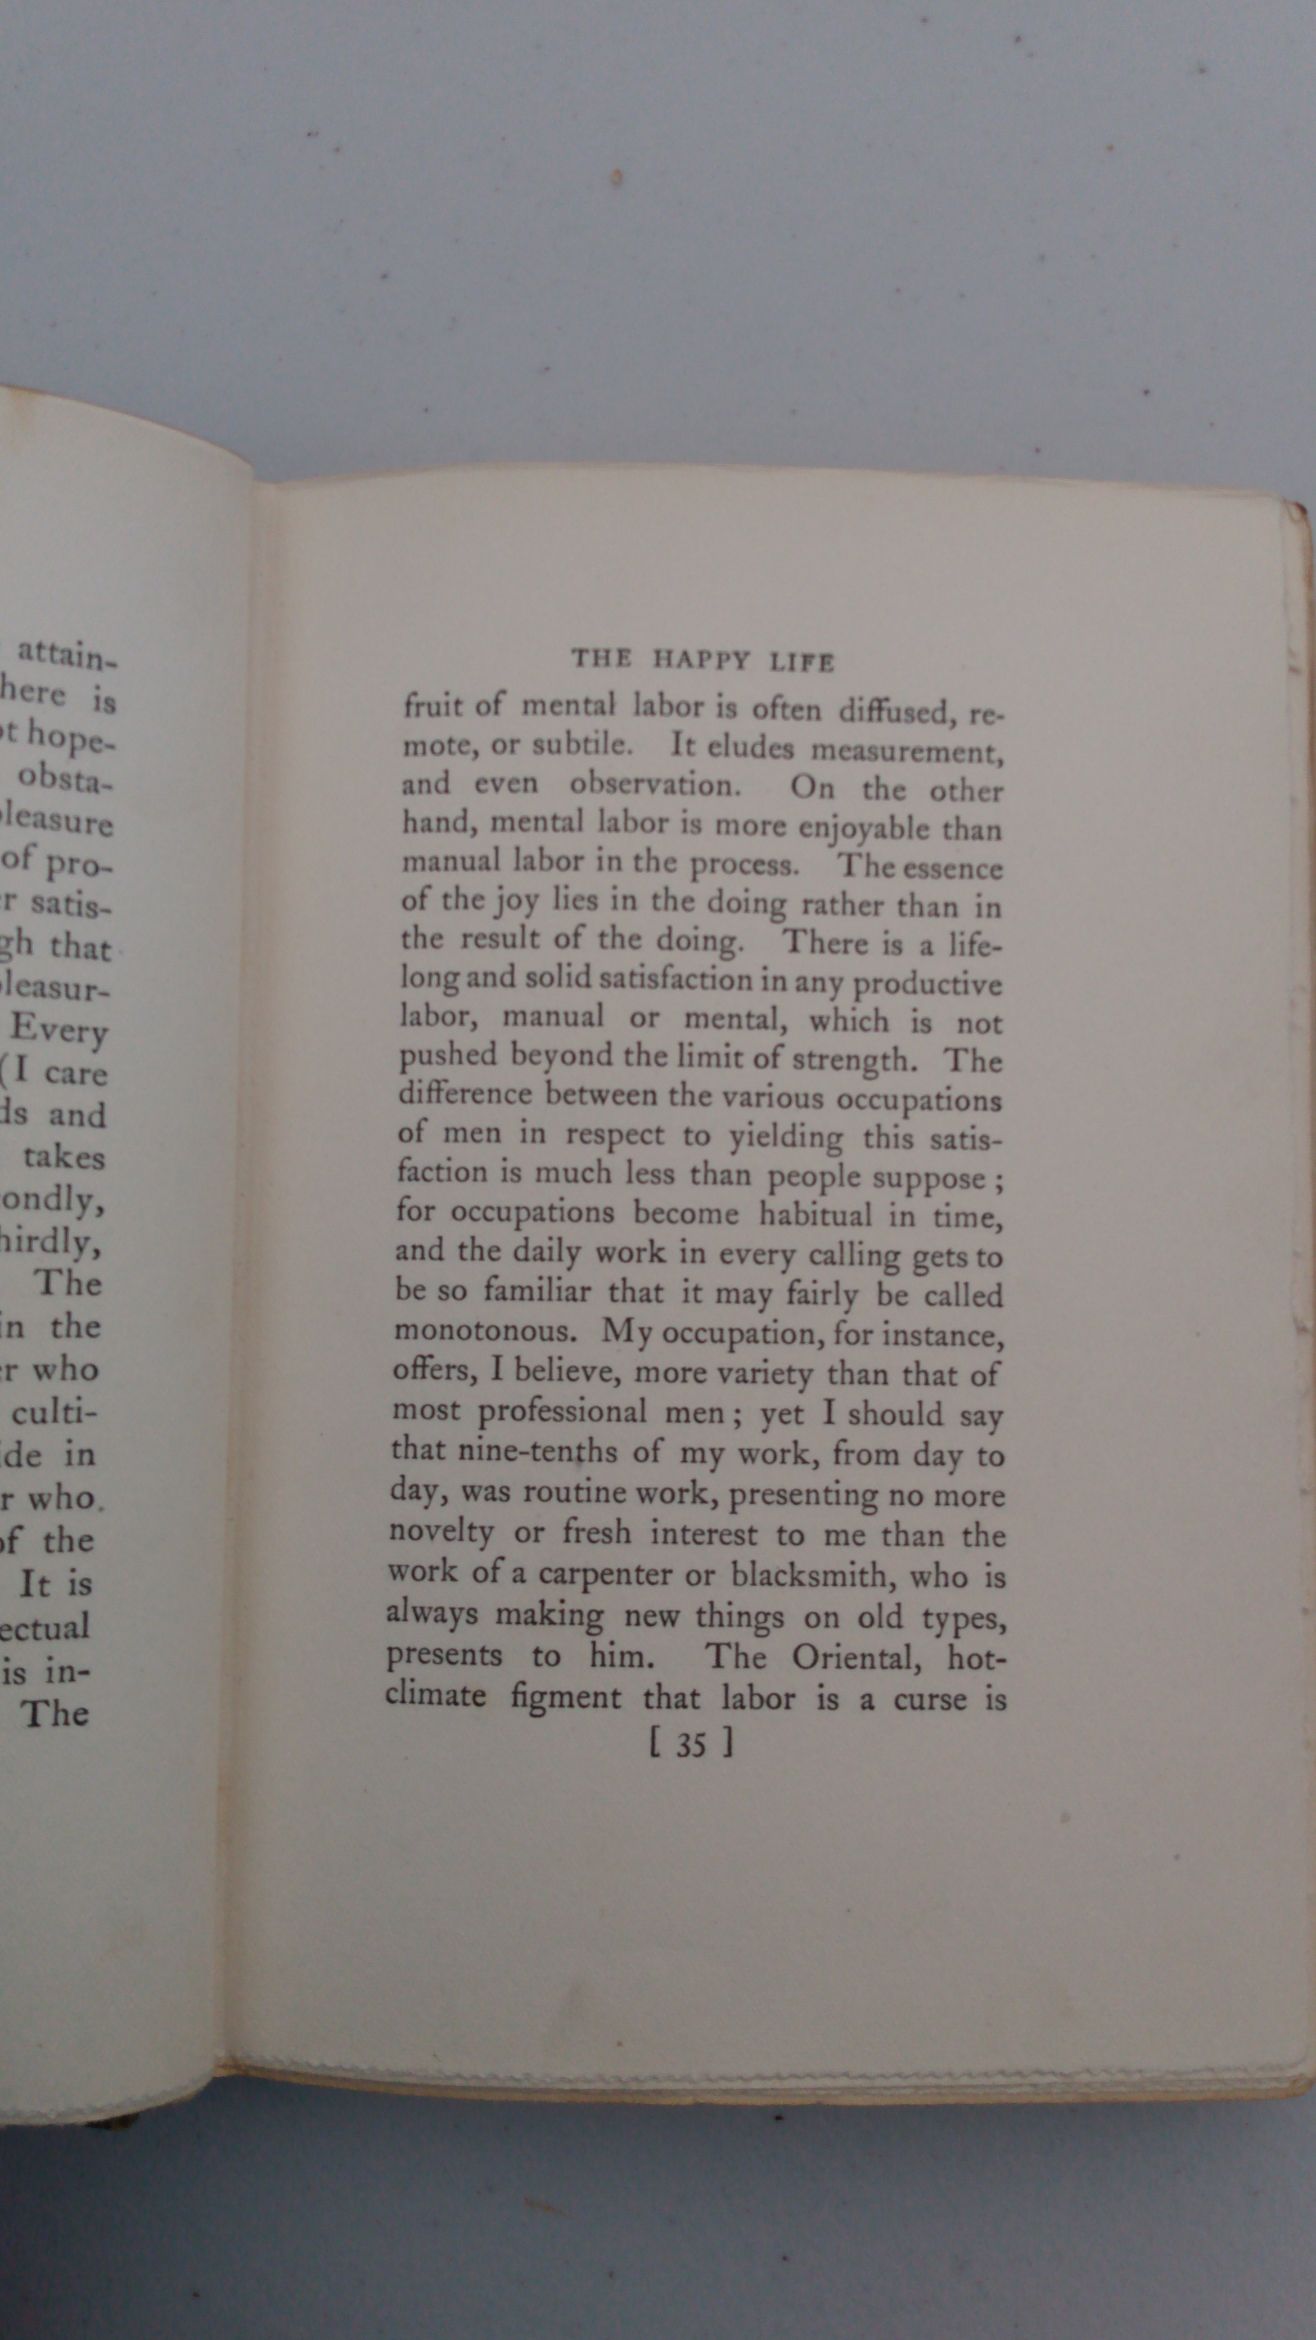 attain-
here is
hope-
obsta-
leasure
of pro-
satis-
that
leasur-
Every
(I care
and
takes
ondly,
hirdly,
The
in the
who
culti-
in
who
of the
It is
ectual
is in-
The
THE HAPPY LIFE
fruit of mental labor is often diffused, re-
mote, or subtile. It eludes measurement,
and even observation. On the other
hand, mental labor is more enjoyable than
manual labor in the process. The essence
of the joy lies in the doing rather than in
the result of the doing. There is a life-
long and solid satisfaction in any productive
labor, manual or mental, which is not
pushed beyond the limit of strength. The
difference between the various occupations
of men in respect to yielding this satis-
faction is much less than people suppose ;
for occupations become habitual in time,
and the daily work in every calling gets to
be so familiar that it may fairly be called
monotonous. My occupation, for instance,
offers, I believe, more variety than that of
most professional men ; yet I should say
that nine-tenths of my work, from day to
day, was routine work, presenting no more
novelty or fresh interest to me than the
work of a carpenter or blacksmith, who is
always making new things on old types,
presents to him. The Oriental, hot-
climate figment that labor is a curse is
[ 35 ]